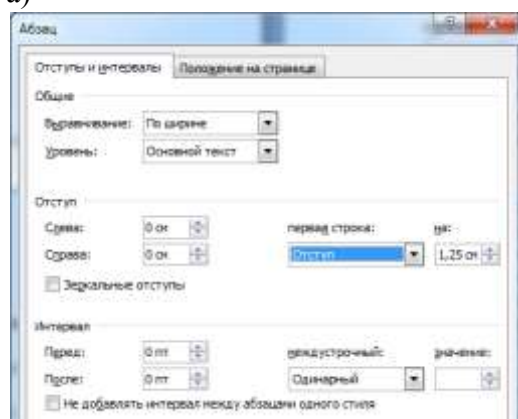 а)
Абзац
Отступы и интервалы Положение на странице
Общие
Выравнивание: По ширине
Уровень: Основной текст
Отступ
Слева: 0 см первая строка: на:
Справа: 0 см Отступ 1,25 см
Зеркальные отступы
Интервал
Перед: 0 пт междустрочный: значение:
После: 0 пт Одинарный
Не добавлять интервал между абзацами одного стиля